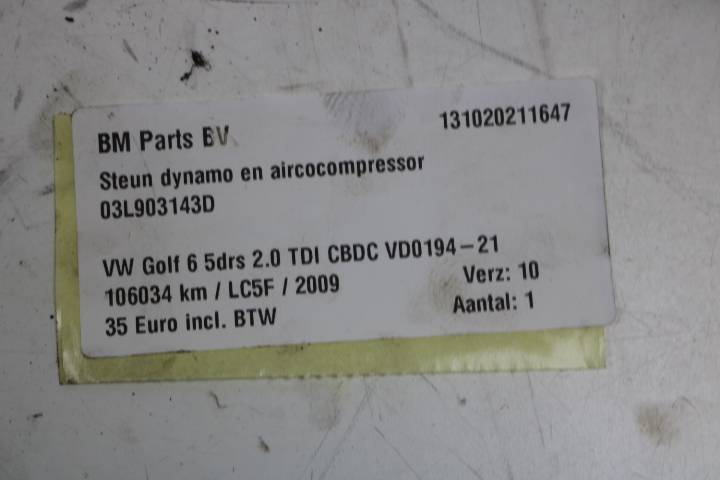 BM Parts BV
131020211647
Steun dynamo en aircocompressor
03L903143D
VW Golf 6 5drs 2.0 TDI CBDC VD0194-21
106034 km / LC5F / 2009
Verz: 10
35 Euro incl. BTW
Aantal: 1